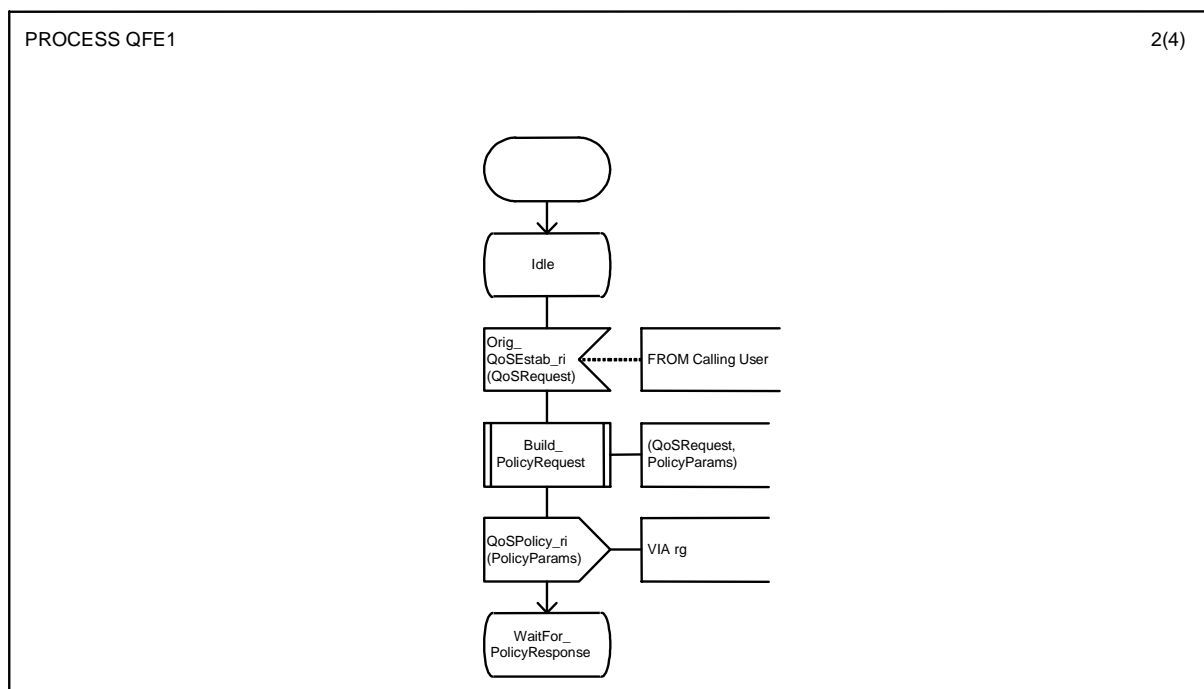 PROCESS QFE1
2(4)
Idle
Orig_
QoSEstab_ri
(QoSRequest)
FROM Calling User
Build_
PolicyRequest
(QoSRequest,
PolicyParams)
QoSPolicy_ri
(PolicyParams)
VIA rg
WaitFor_
PolicyResponse